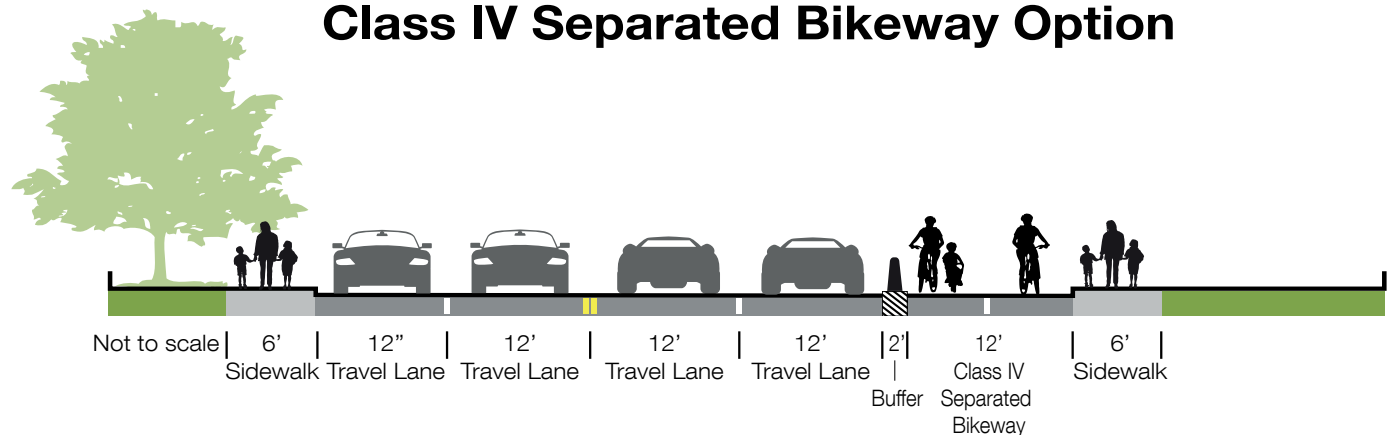 Class IV Separated Bikeway Option
Not to scale 6’ 12” 12’ 12’ 12’ 2’ 12’ 6’
Sidewalk Travel Lane Travel Lane Travel Lane Travel Lane Class IV Sidewalk
Buffer Separated
Bikeway